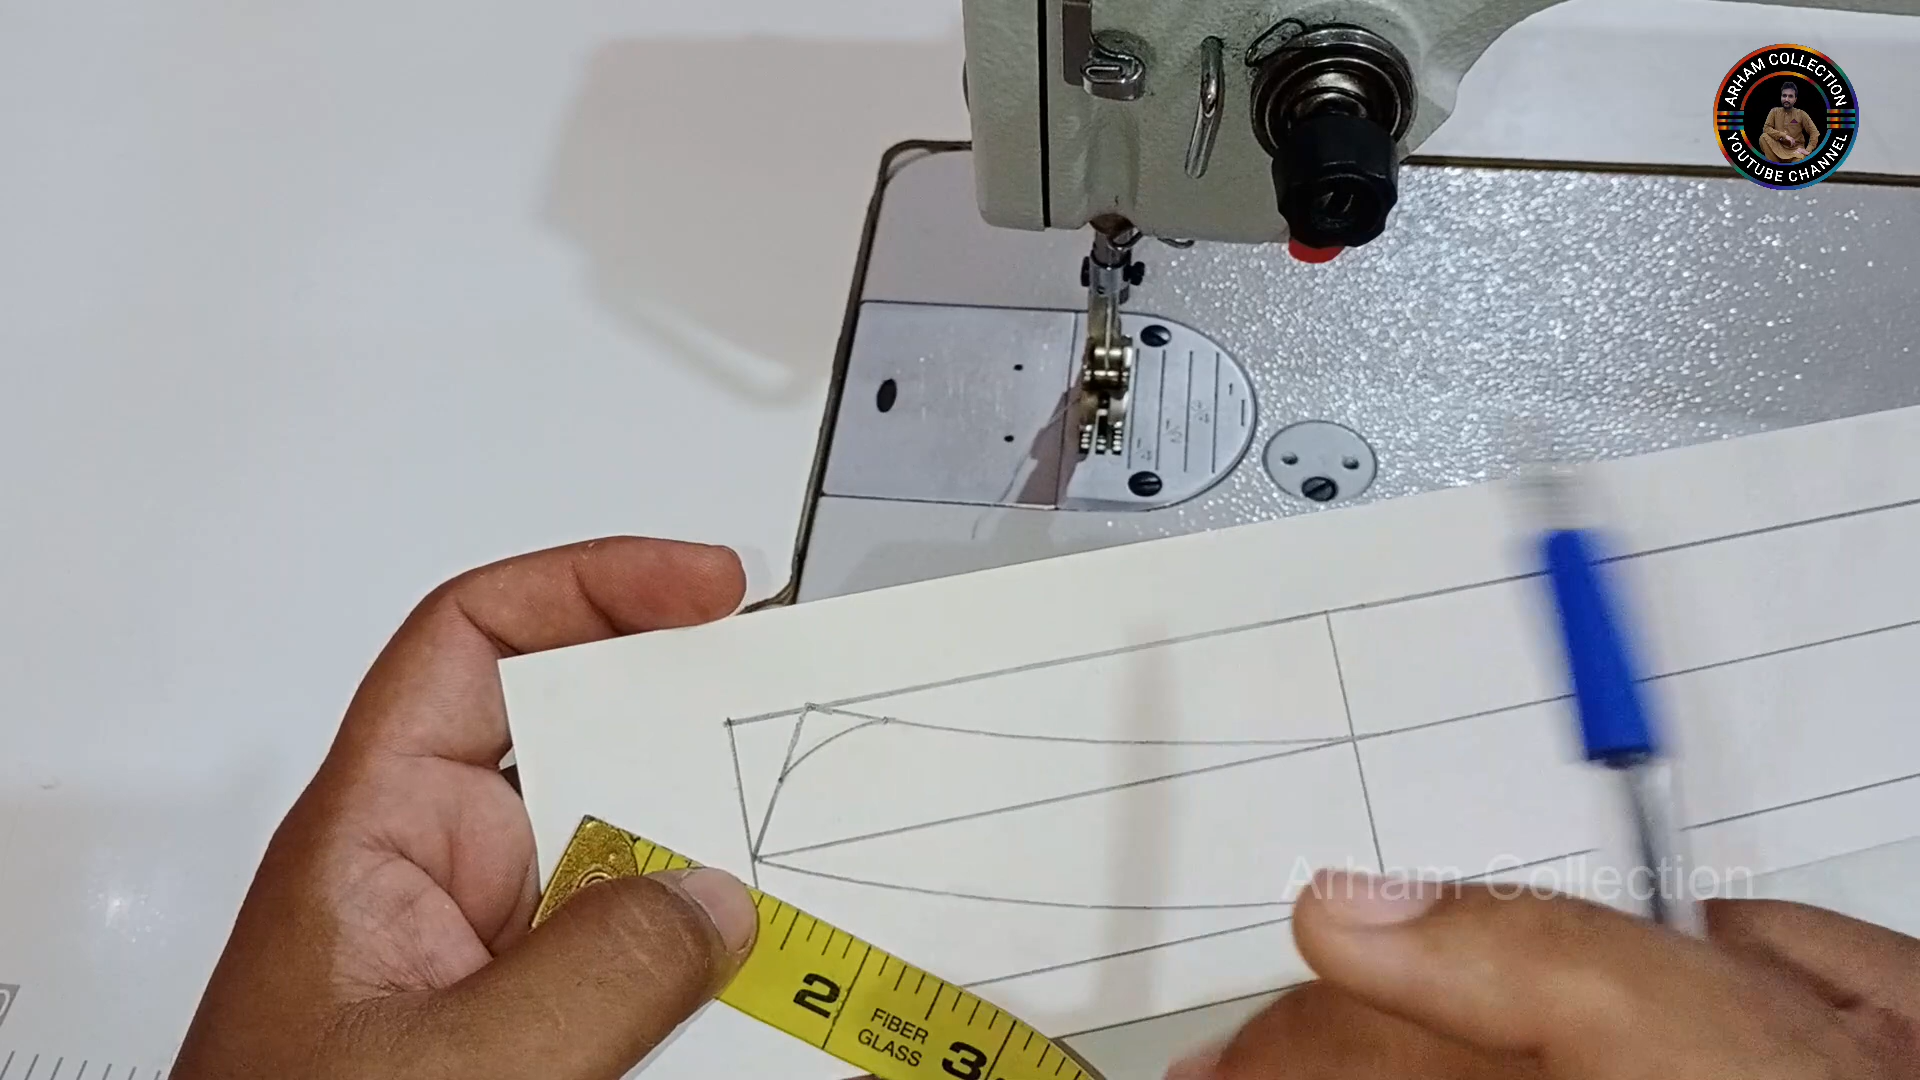 ARHAM COLLECTION
YOUTUBE CHANNEL
Arham Collection
2
FIBER
GLASS
3